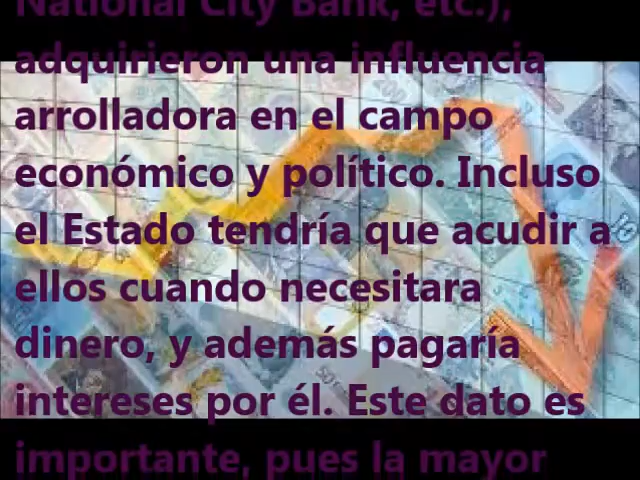 National City Bank, etc.),
adquirieron una influencia
arrolladora en el campo
económico y político. Incluso
el Estado tendría que acudir a
ellos cuando necesitara
dinero, y además pagaría
intereses por él. Este dato es
importante, pues la mayor